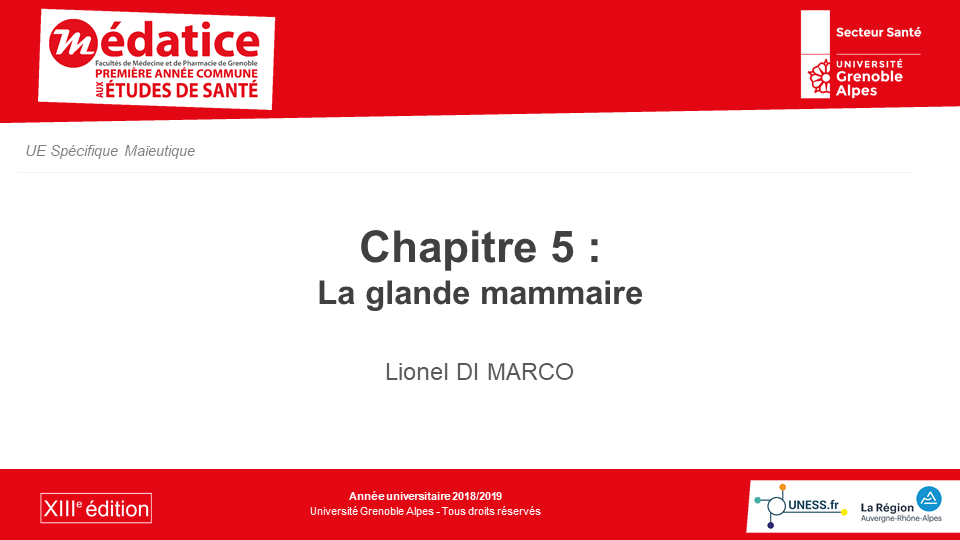 médatice
Facultés de Médecine et de Pharmacie de Grenoble
PREMIÈRE ANNÉE COMMUNE
AUX ÉTUDES DE SANTÉ
Secteur Santé
UNIVERSITÉ
Grenoble
Alpes
UE Spécifique Maïeutique
Chapitre 5 :
La glande mammaire
Lionel DI MARCO
XIIIe édition
Année universitaire 2018/2019
Université Grenoble Alpes - Tous droits réservés
UNESS.fr
La Région
Auvergne-Rhône-Alpes